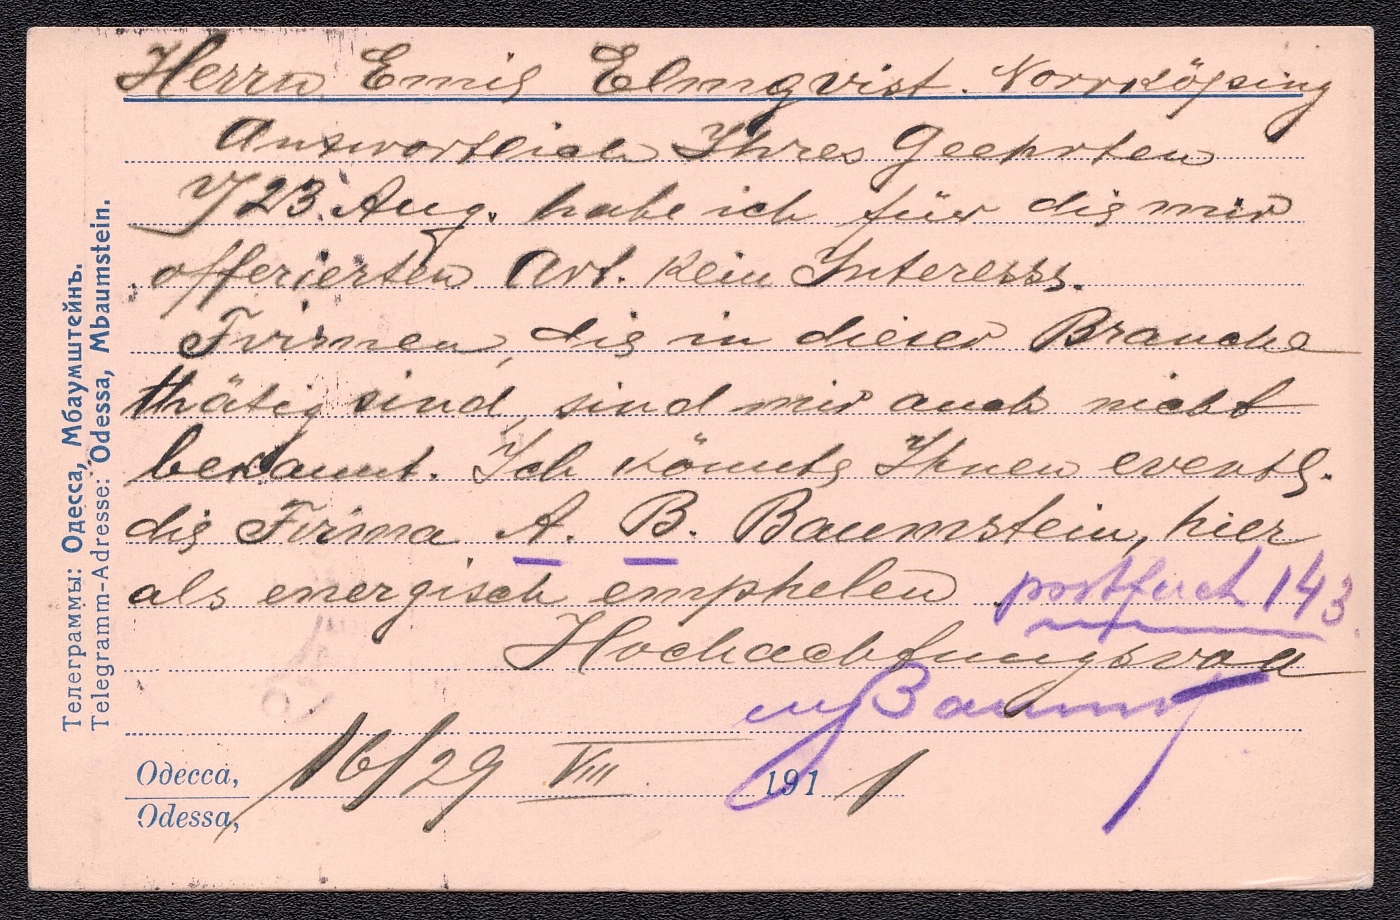 Herrn Emil Elmqvist. Norrköping
Antwortlich Ihres Geehrten
v/23. Aug. habe ich für die mir
offerierten Art. kein Interesse.
Firmen, die in dieser Branche
thätig sind, sind mir auch nicht
bekannt. Ich könnte Ihnen eventl.
die Firma A. B. Baumstein, hier
als energisch emphelen postfach 143.
Hochachtungsvoll
Одесса, 16/29 VIII 1911
Odessa,
Телеграммы: Одесса, Мбаумштейнъ.
Telegramm-Adresse: Odessa, Mbaumstein.